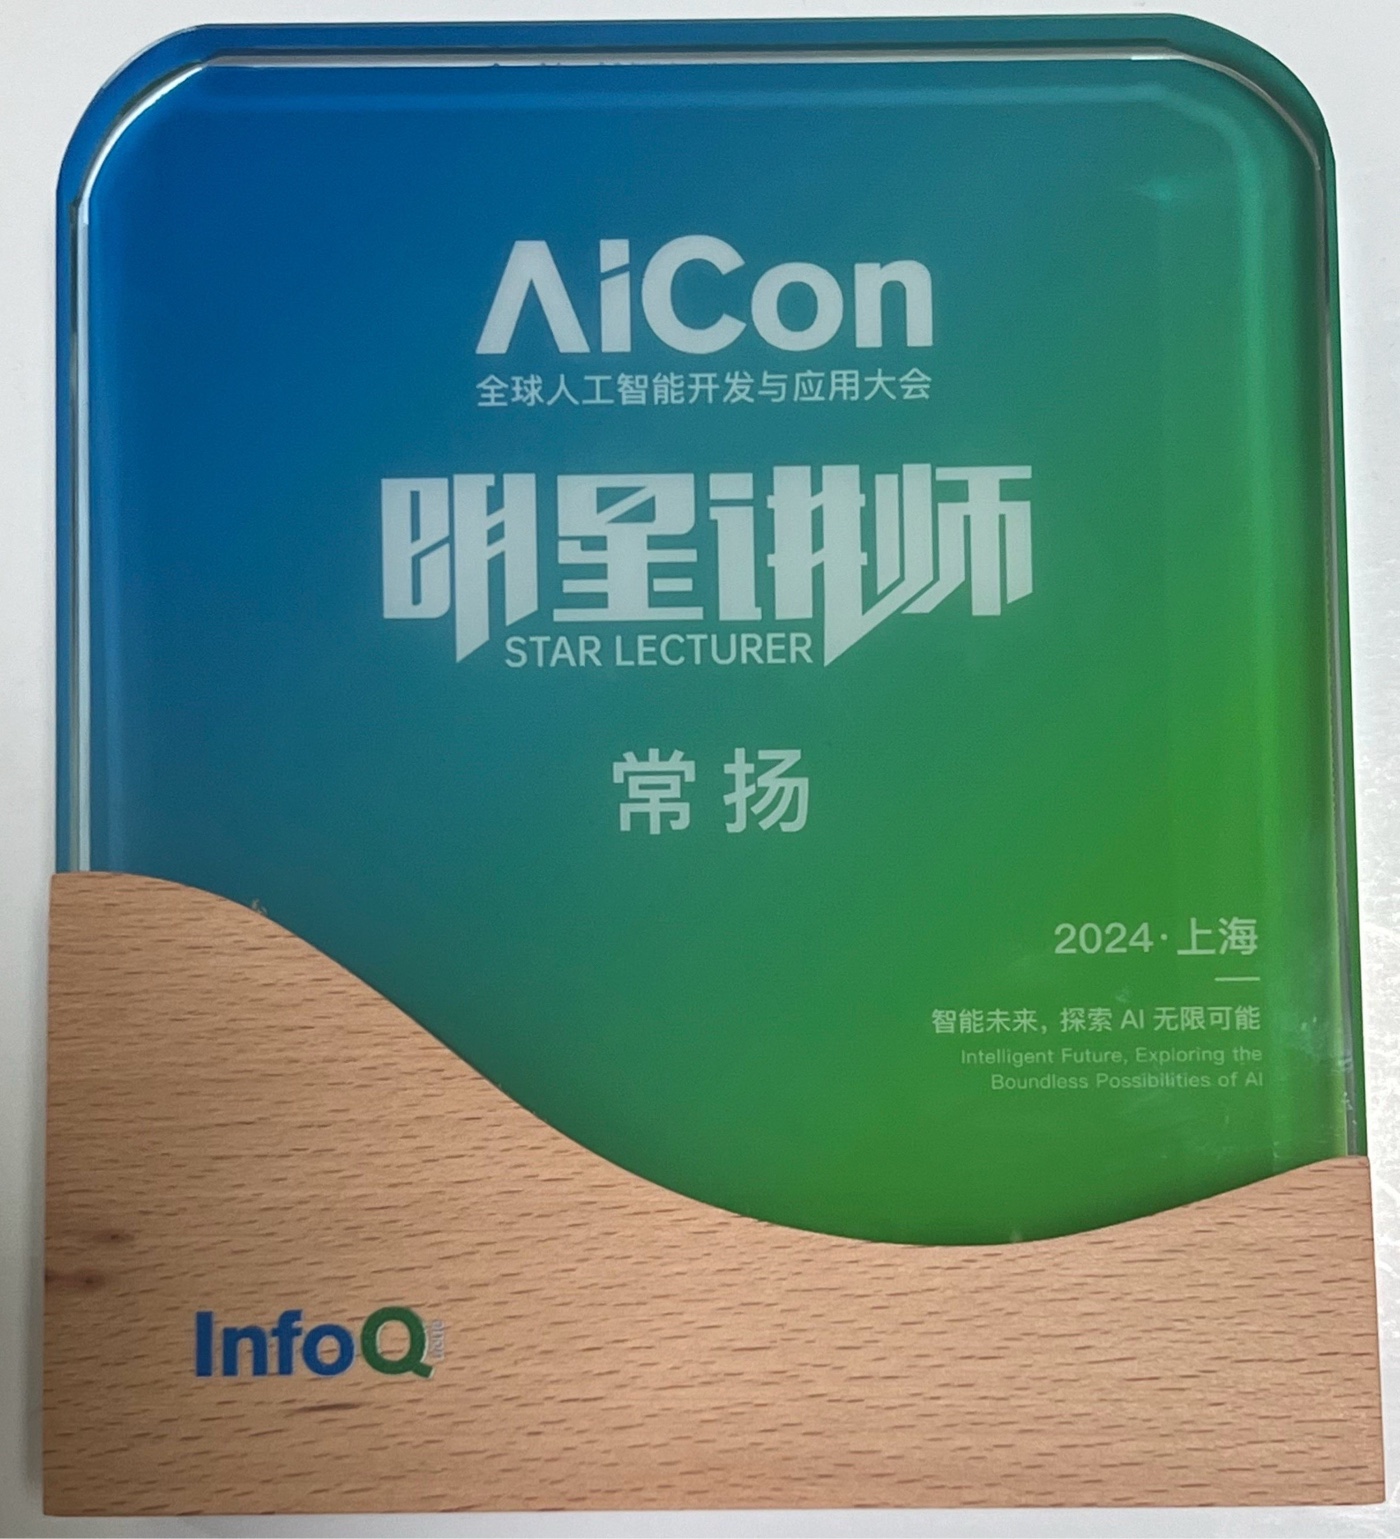 AiCon
全球人工智能开发与应用大会
明星讲师
STAR LECTURER
常扬
2024·上海
智能未来，探索 AI 无限可能
Intelligent Future, Exploring the
Boundless Possibilities of AI
InfoQ